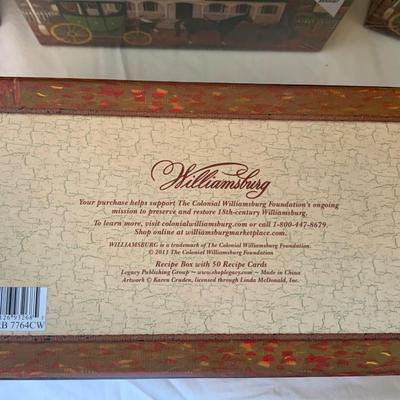 Williamsburg
Your purchase helps support The Colonial Williamsburg Foundation's ongoing
mission to preserve and restore 18th-century Williamsburg.
To learn more, visit colonialwilliamsburg.com or call 1-800-447-8679.
Shop online at williamsburgmarketplace.com.
WILLIAMSBURG is a trademark of The Colonial Williamsburg Foundation
© 2011 The Colonial Williamsburg Foundation
Recipe Box with 50 Recipe Cards
Legacy Publishing Group ~ www.shoplegacy.com ~ Made in China
Artwork © Karen Cruden, licensed through Linda McDonald, Inc.
26 93268
RB 7764CW